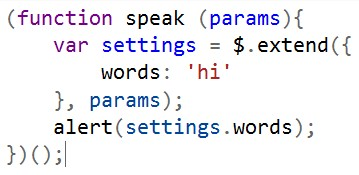 (function speak (params){
    var settings = $.extend({
        words: 'hi'
    }, params);
    alert(settings.words);
})();